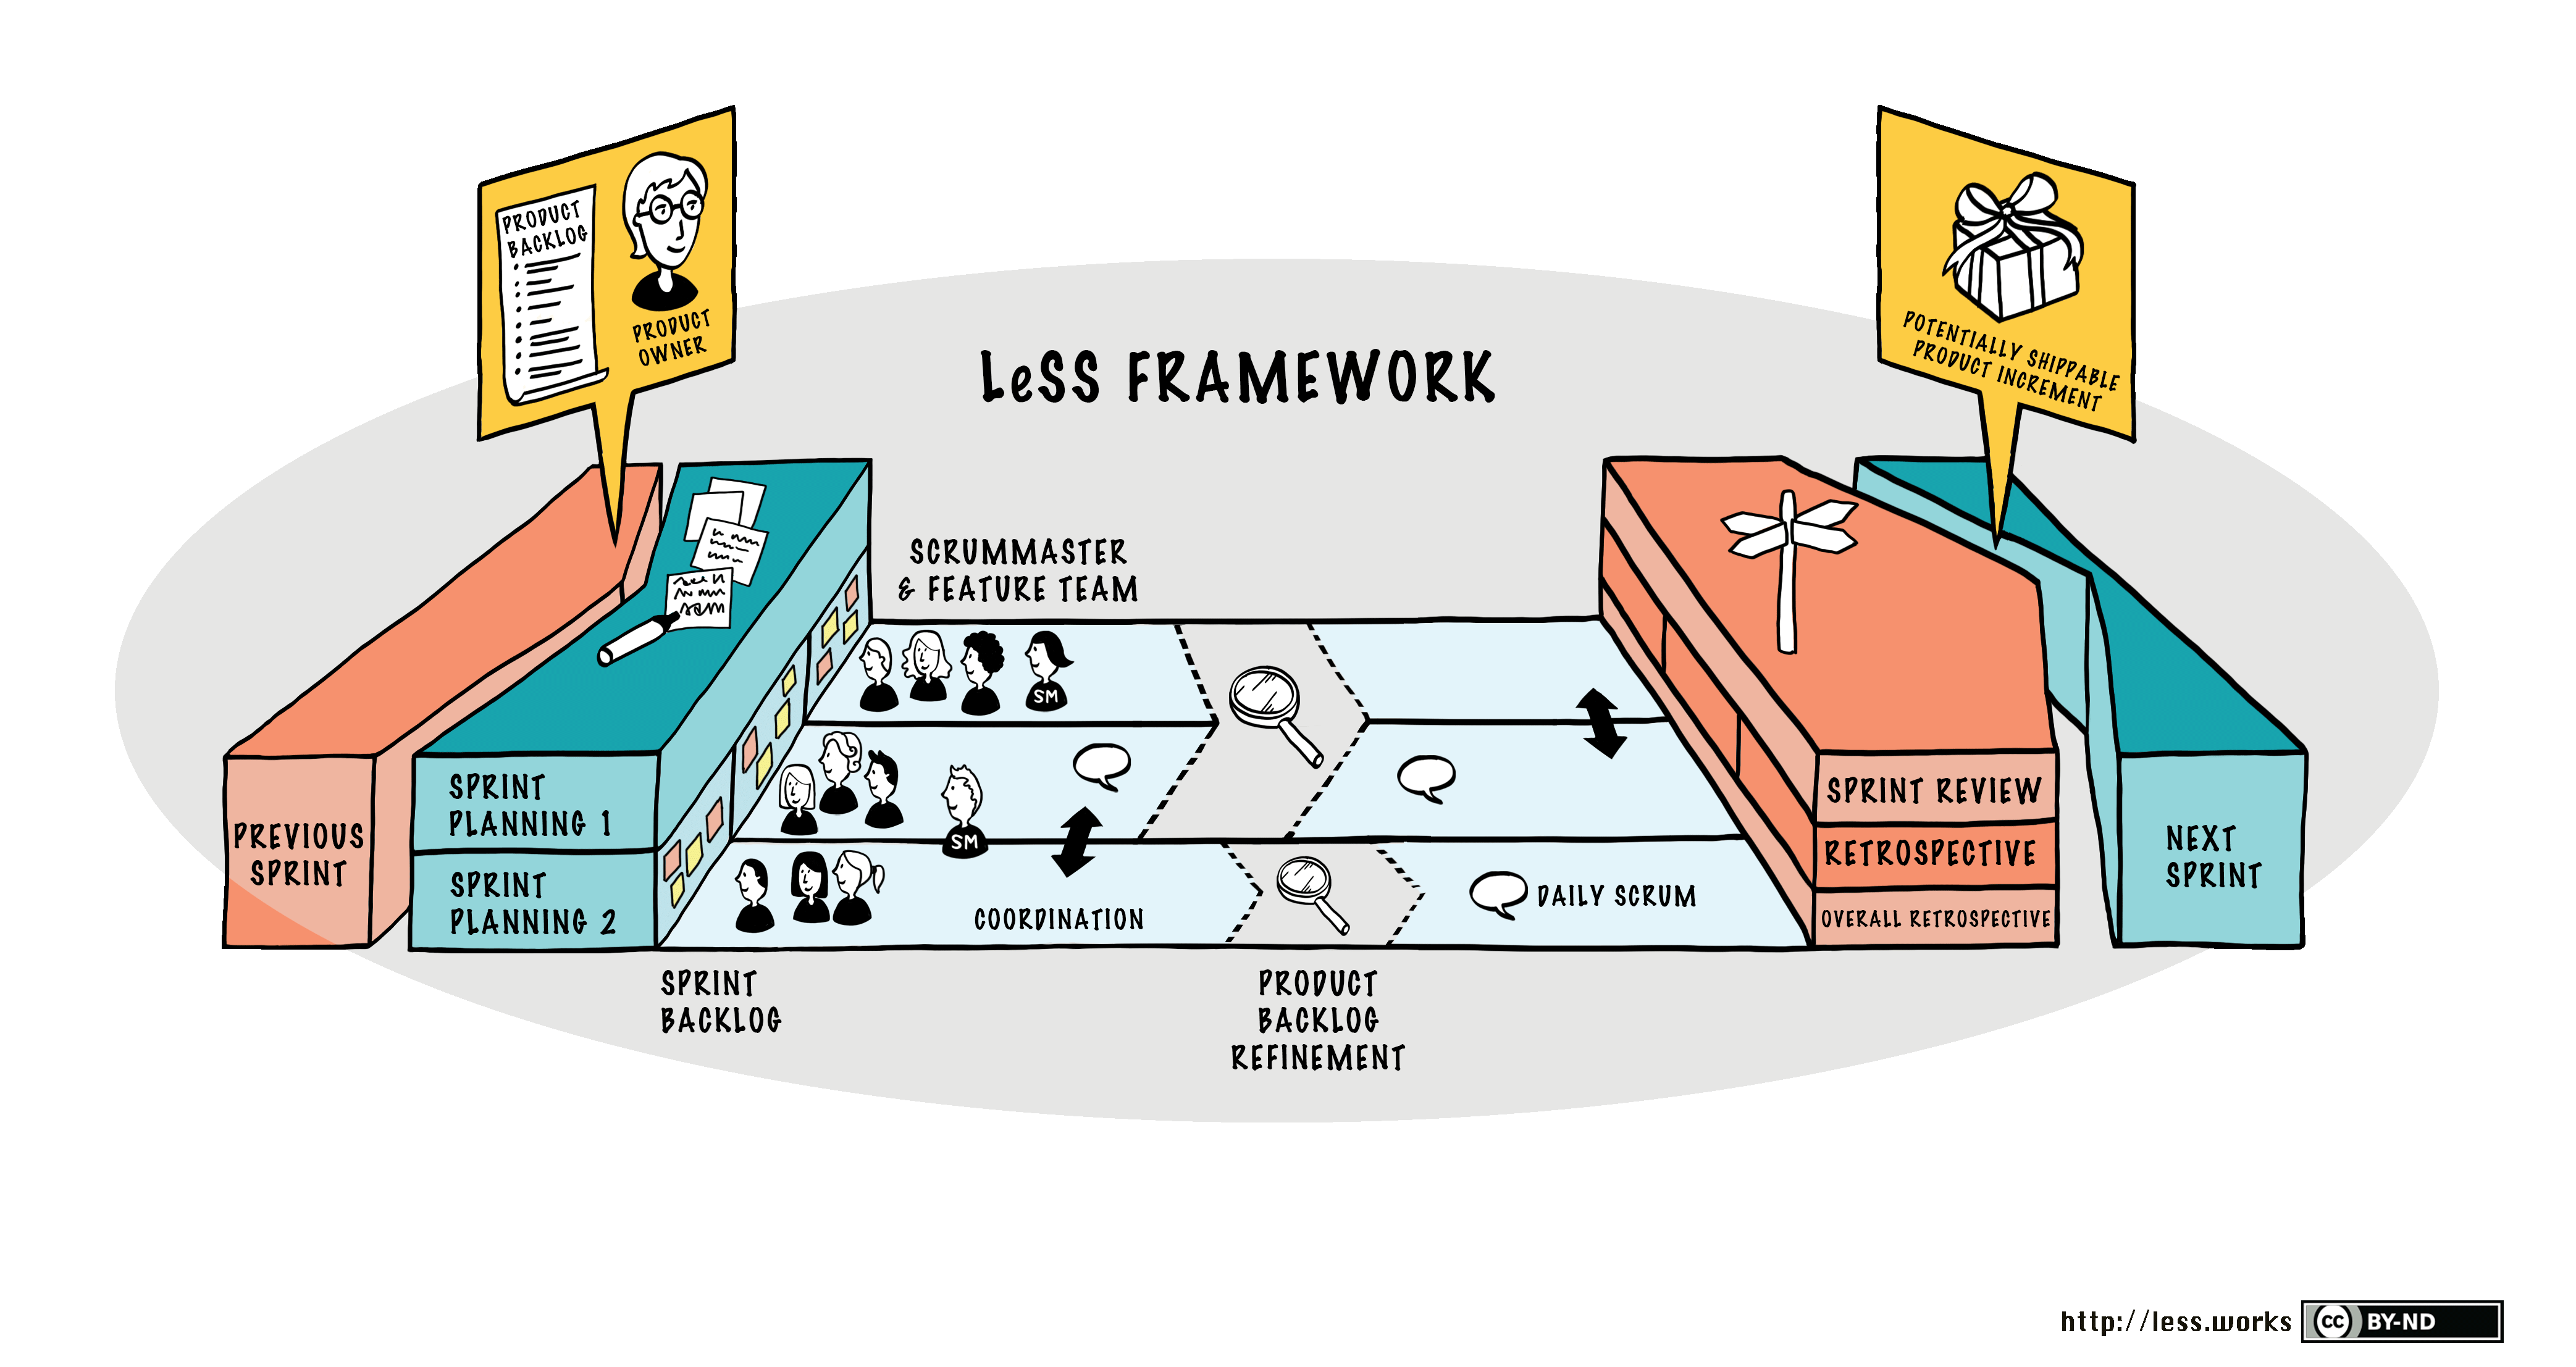 PRODUCT
BACKLOG
PRODUCT
OWNER
POTENTIALLY SHIPPABLE
PRODUCT INCREMENT
LeSS FRAMEWORK
SCRUMMASTER
& FEATURE TEAM
SM
SM
PREVIOUS
SPRINT
SPRINT
PLANNING 1
SPRINT
PLANNING 2
COORDINATION
DAILY SCRUM
SPRINT REVIEW
RETROSPECTIVE
OVERALL RETROSPECTIVE
NEXT
SPRINT
SPRINT
BACKLOG
PRODUCT
BACKLOG
REFINEMENT
http://less.works
cc BY-ND